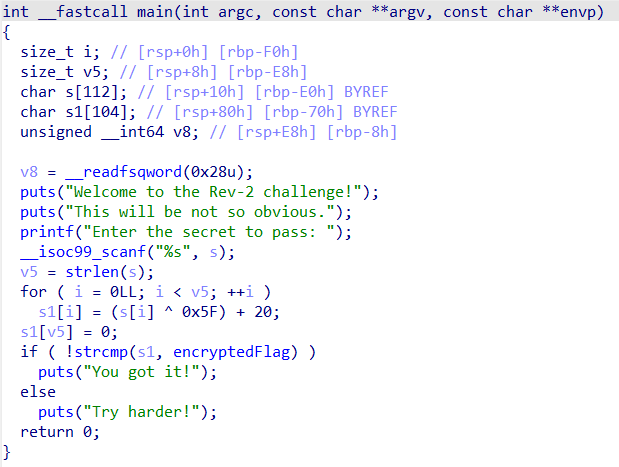 int __fastcall main(int argc, const char **argv, const char **envp)
{
  size_t i; // [rsp+0h] [rbp-F0h]
  size_t v5; // [rsp+8h] [rbp-E8h]
  char s[112]; // [rsp+10h] [rbp-E0h] BYREF
  char s1[104]; // [rsp+80h] [rbp-70h] BYREF
  unsigned __int64 v8; // [rsp+E8h] [rbp-8h]

  v8 = __readfsqword(0x28u);
  puts("Welcome to the Rev-2 challenge!");
  puts("This will be not so obvious.");
  printf("Enter the secret to pass: ");
  __isoc99_scanf("%s", s);
  v5 = strlen(s);
  for ( i = 0LL; i < v5; ++i )
    s1[i] = (s[i] ^ 0x5F) + 20;
  s1[v5] = 0;
  if ( !strcmp(s1, encryptedFlag) )
    puts("You got it!");
  else
    puts("Try harder!");
  return 0;
}